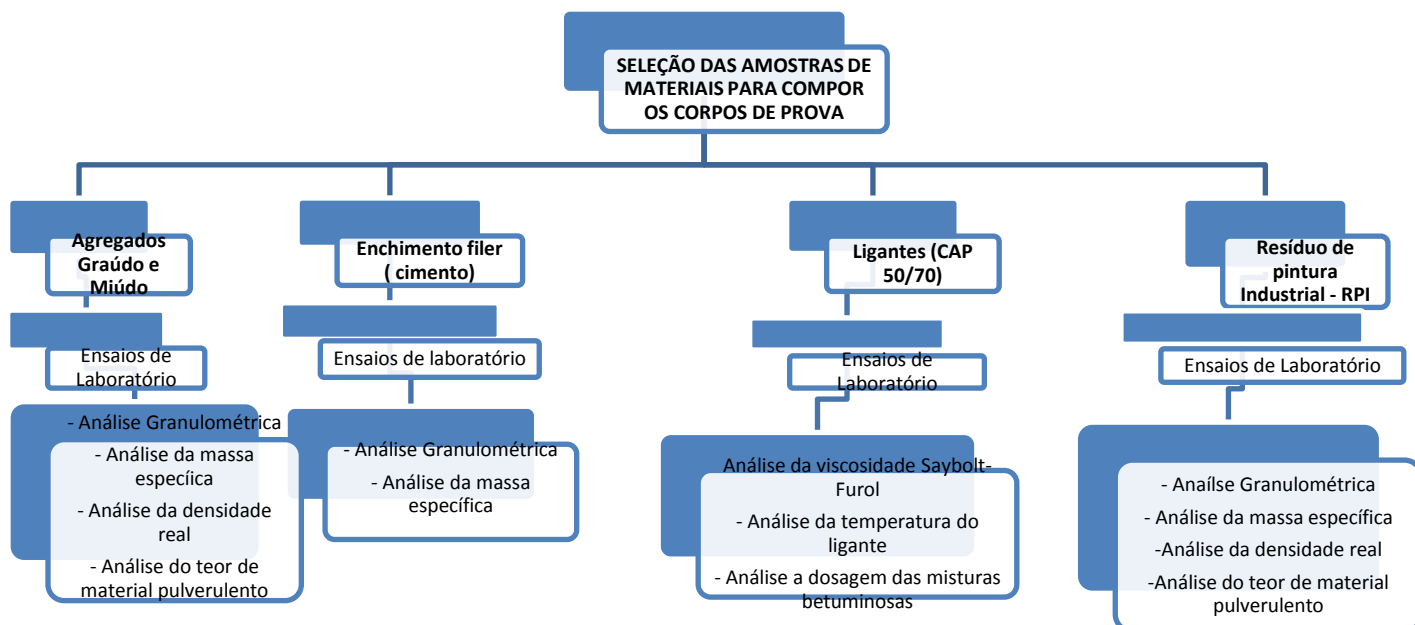 SELEÇÃO DAS AMOSTRAS DE
MATERIAIS PARA COMPOR
OS CORPOS DE PROVA
Agregados
Graúdo e
Miúdo
Ensaios de
Laboratório
- Análise Granulométrica
- Análise da massa
especíica
- Análise da densidade
real
- Análise do teor de
material pulverulento
Enchimento filer
( cimento)
Ensaios de laboratório
- Análise Granulométrica
- Análise da massa
específica
Ligantes (CAP
50/70)
Ensaios de
Laboratório
Análise da viscosidade Saybolt-
Furol
- Análise da temperatura do
ligante
- Análise a dosagem das misturas
betuminosas
Resíduo de
pintura
Industrial - RPI
Ensaios de Laboratório
- Anaílse Granulométrica
- Análise da massa específica
-Análise da densidade real
-Análise do teor de material
pulverulento